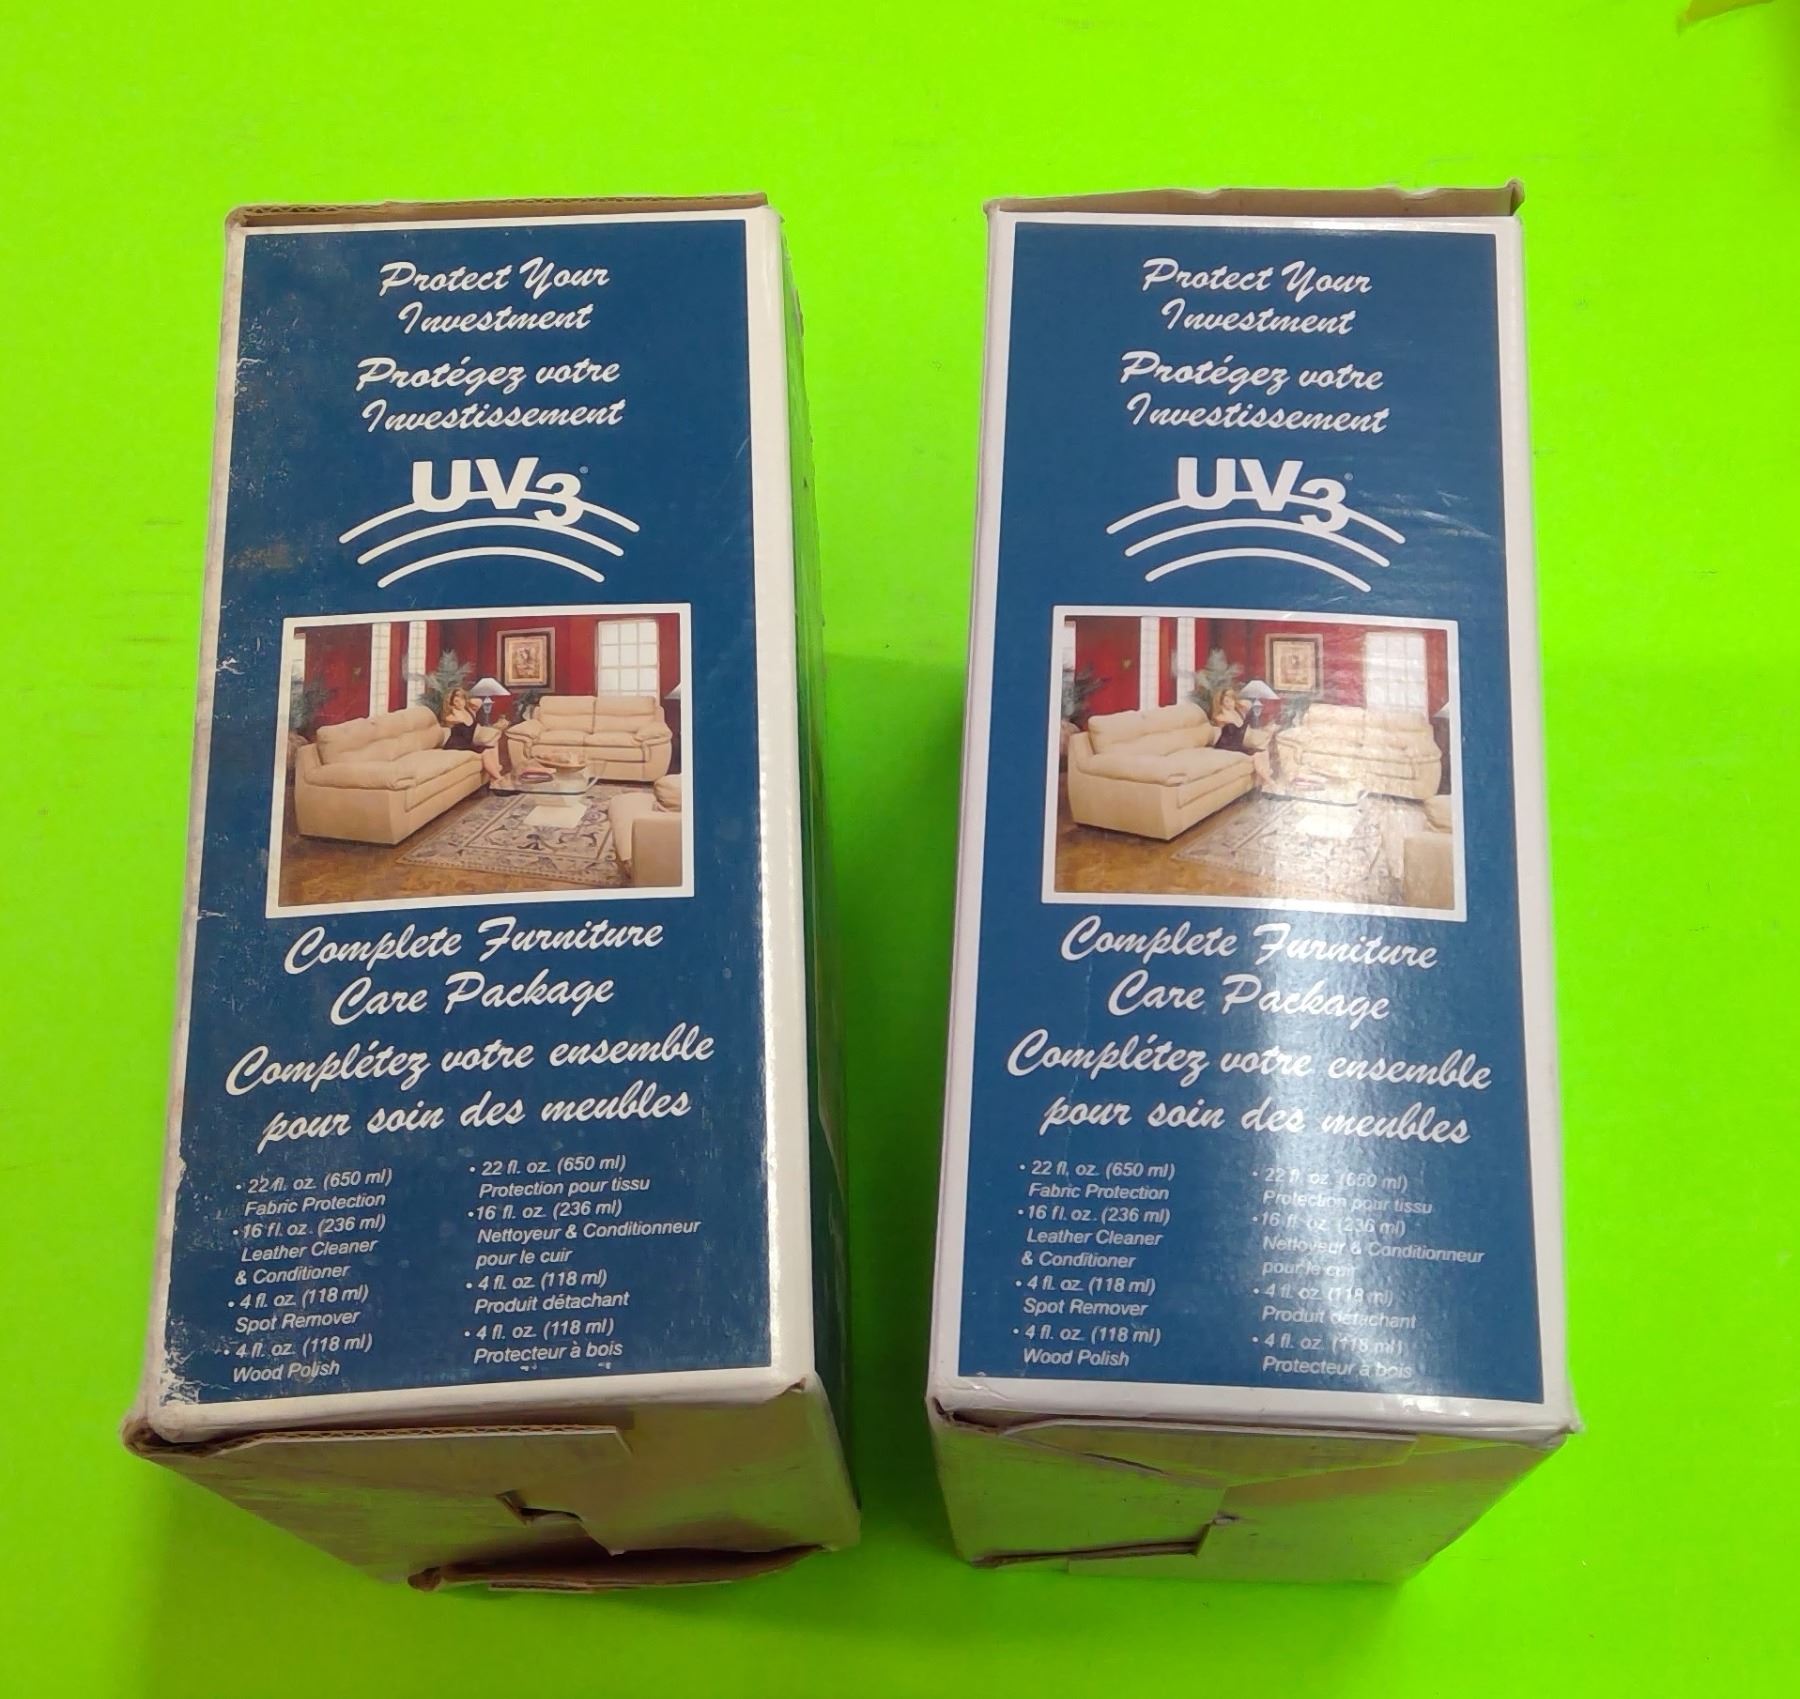 Protect Your
Investment
Protégez votre
Investissement
UV3®
Complete Furniture
Care Package
Complétez votre ensemble
pour soin des meubles
• 22 fl. oz. (650 ml)
Fabric Protection
• 16 fl. oz. (236 ml)
Leather Cleaner
& Conditioner
• 4 fl. oz. (118 ml)
Spot Remover
• 4 fl. oz. (118 ml)
Wood Polish
• 22 fl. oz. (650 ml)
Protection pour tissu
• 16 fl. oz. (236 ml)
Nettoyeur & Conditionneur
pour le cuir
• 4 fl. oz. (118 ml)
Produit détachant
• 4 fl. oz. (118 ml)
Protecteur à bois
Protect Your
Investment
Protégez votre
Investissement
UV3®
Complete Furniture
Care Package
Complétez votre ensemble
pour soin des meubles
• 22 fl. oz. (650 ml)
Fabric Protection
• 16 fl. oz. (236 ml)
Leather Cleaner
& Conditioner
• 4 fl. oz. (118 ml)
Spot Remover
• 4 fl. oz. (118 ml)
Wood Polish
• 22 fl. oz. (650 ml)
Protection pour tissu
• 16 fl. oz. (236 ml)
Nettoyeur & Conditionneur
pour le cuir
• 4 fl. oz. (118 ml)
Produit détachant
• 4 fl. oz. (118 ml)
Protecteur à bois